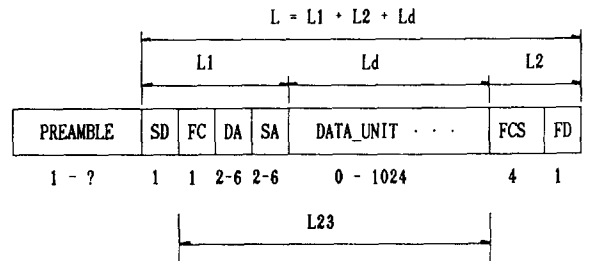 L = L1 + L2 + Ld
L1 Ld L2
PREAMBLE SD FC DA SA DATA_UNIT · · · FCS FD
1 - ? 1 1 2-6 2-6 0 - 1024 4 1
L23